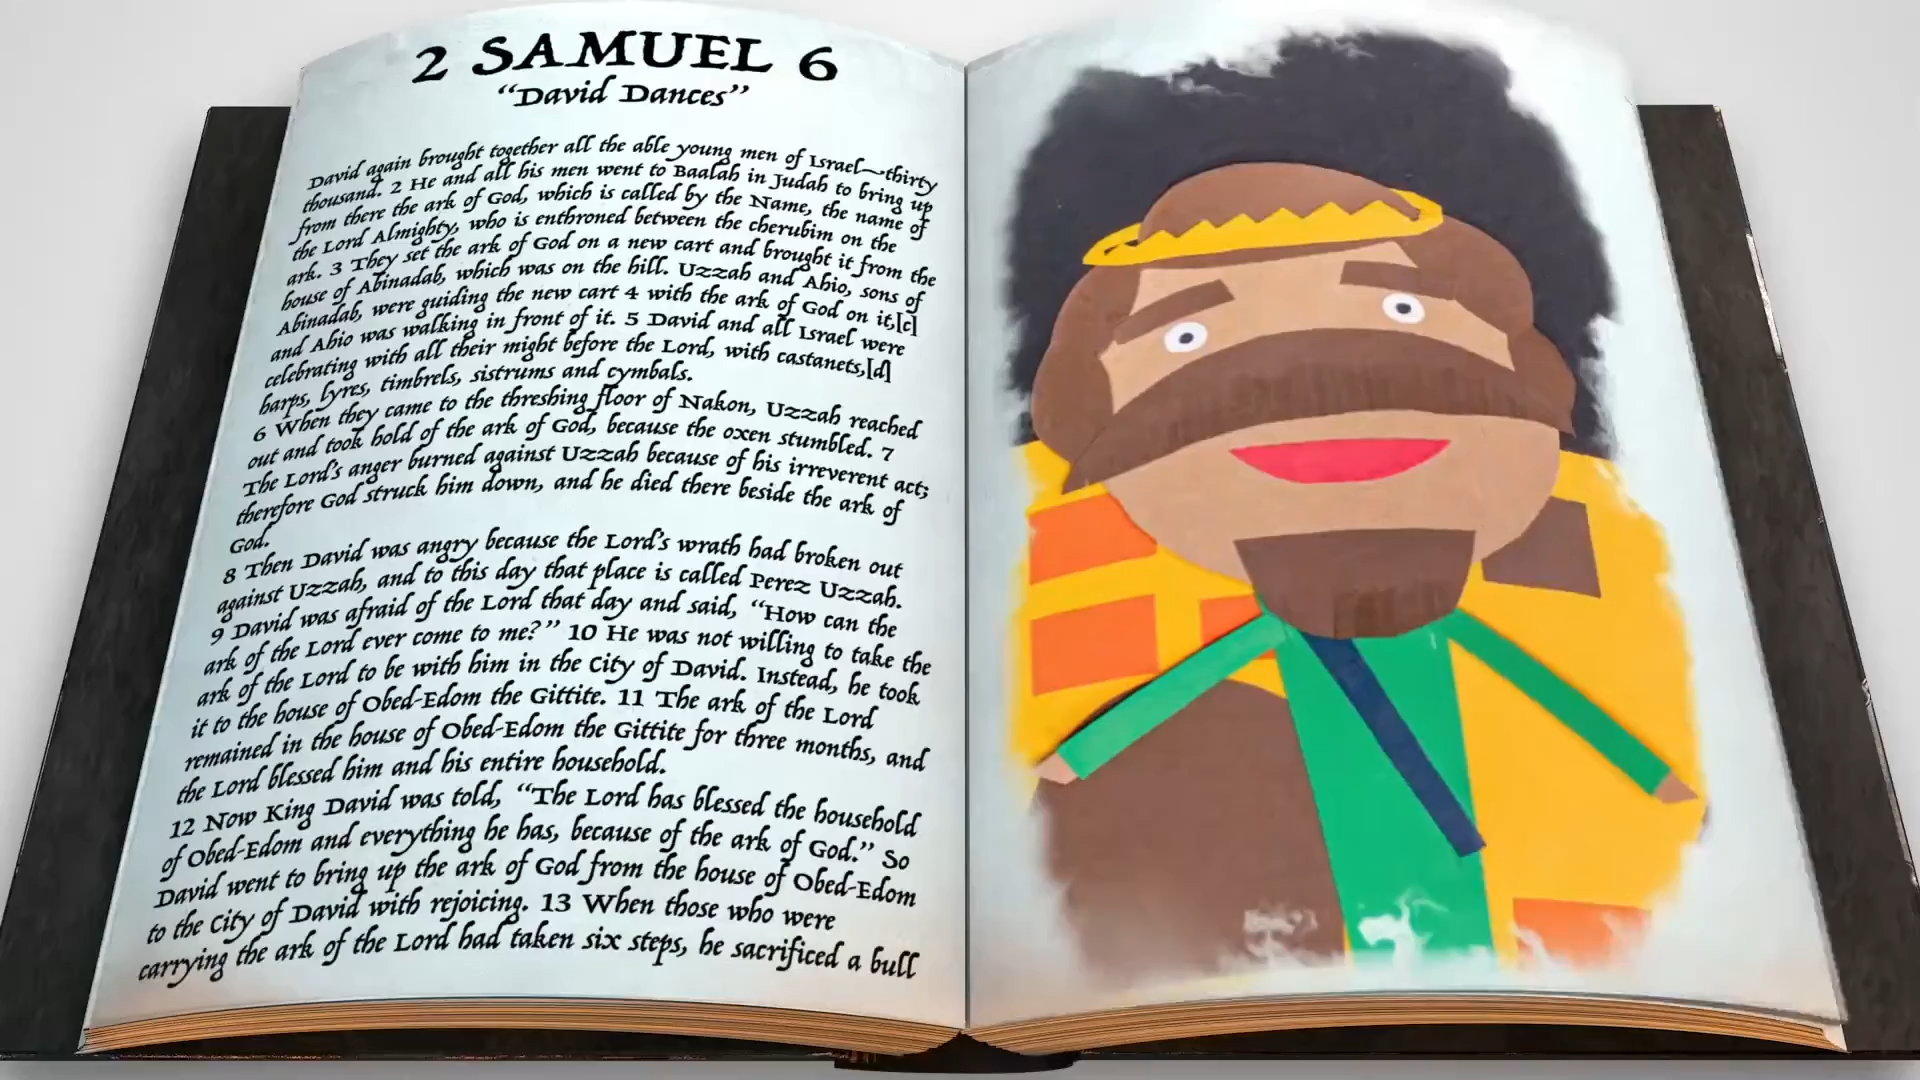 2 SAMUEL 6
“David Dances”
David again brought together all the able young men of Israel—thirty
thousand. 2 He and all his men went to Baalah in Judah to bring up
from there the ark of God, which is called by the Name, the name of
the Lord Almighty, who is enthroned between the cherubim on the
ark. 3 They set the ark of God on a new cart and brought it from the
house of Abinadab, which was on the hill. Uzzah and Ahio, sons of
Abinadab, were guiding the new cart 4 with the ark of God on it,[c]
and Ahio was walking in front of it. 5 David and all Israel were
celebrating with all their might before the Lord, with castanets,[d]
harps, lyres, timbrels, sistrums and cymbals.
6 When they came to the threshing floor of Nakon, Uzzah reached
out and took hold of the ark of God, because the oxen stumbled. 7
The Lord’s anger burned against Uzzah because of his irreverent act;
therefore God struck him down, and he died there beside the ark of
God.
8 Then David was angry because the Lord’s wrath had broken out
against Uzzah, and to this day that place is called Perez Uzzah.
9 David was afraid of the Lord that day and said, “How can the
ark of the Lord ever come to me?” 10 He was not willing to take the
ark of the Lord to be with him in the City of David. Instead, he took
it to the house of Obed-Edom the Gittite. 11 The ark of the Lord
remained in the house of Obed-Edom the Gittite for three months, and
the Lord blessed him and his entire household.
12 Now King David was told, “The Lord has blessed the household
of Obed-Edom and everything he has, because of the ark of God.” So
David went to bring up the ark of God from the house of Obed-Edom
to the City of David with rejoicing. 13 When those who were
carrying the ark of the Lord had taken six steps, he sacrificed a bull